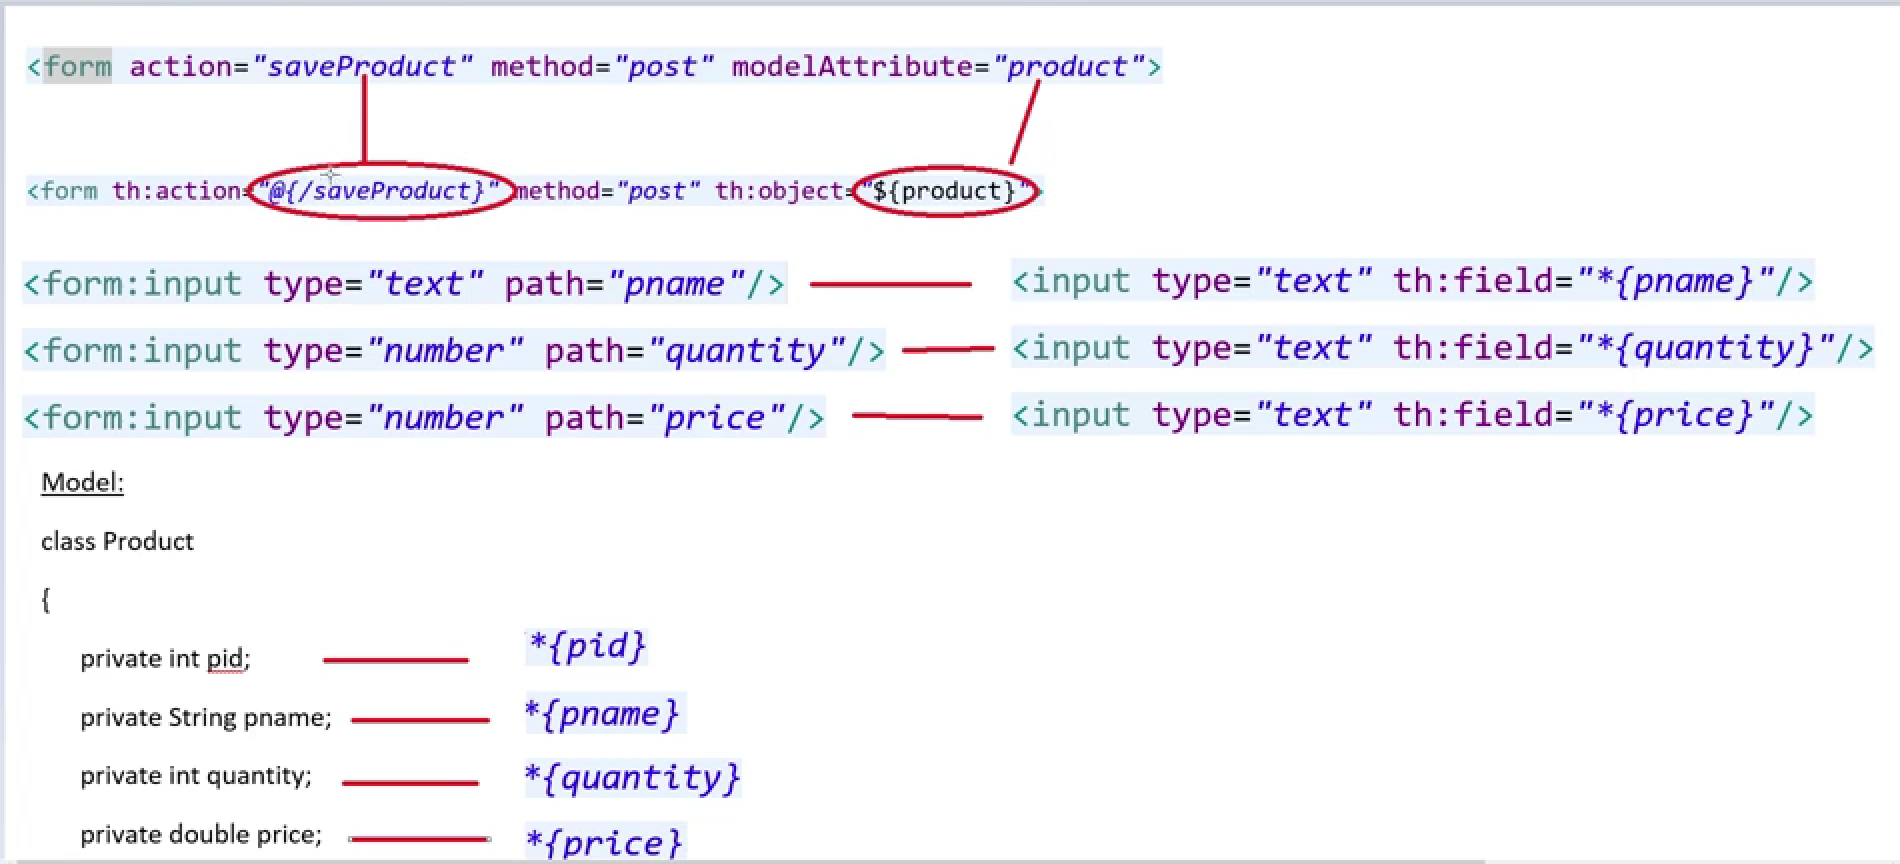 <form action="saveProduct" method="post" modelAttribute="product">
<form th:action="@{/saveProduct}" method="post" th:object="${product}">
<form:input type="text" path="pname"/> <input type="text" th:field="*{pname}"/>
<form:input type="number" path="quantity"/> <input type="text" th:field="*{quantity}"/>
<form:input type="number" path="price"/> <input type="text" th:field="*{price}"/>
Model:
class Product
{
private int pid; *{pid}
private String pname; *{pname}
private int quantity; *{quantity}
private double price; *{price}